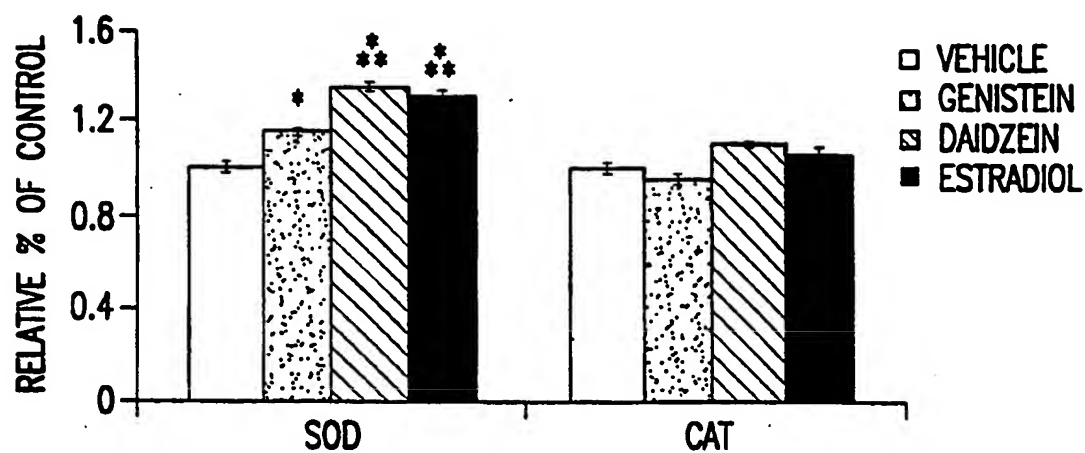 RELATIVE % OF CONTROL
1.6
1.2
0.8
0.4
0
*
*
**
*
**
SOD
CAT
VEHICLE
GENISTEIN
DAIDZEIN
ESTRADIOL